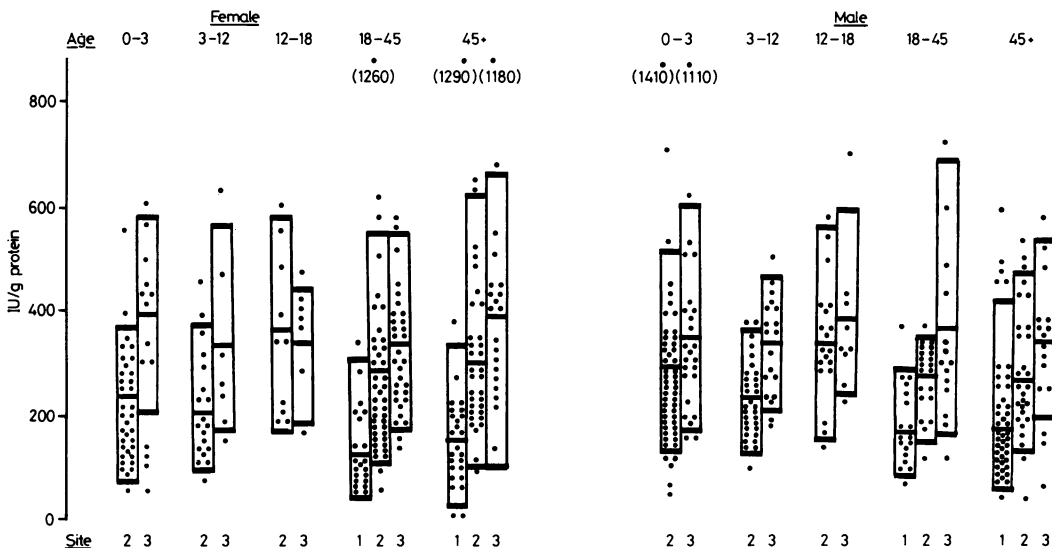 Female Male
Age 0-3 3-12 12-18 18-45 45+ 0-3 3-12 12-18 18-45 45+
(1260) (1290)(1180) (1410)(1110)
800
600
400
200
0
IU/g protein
Site 2 3 2 3 2 3 1 2 3 1 2 3 2 3 2 3 2 3 1 2 3 1 2 3